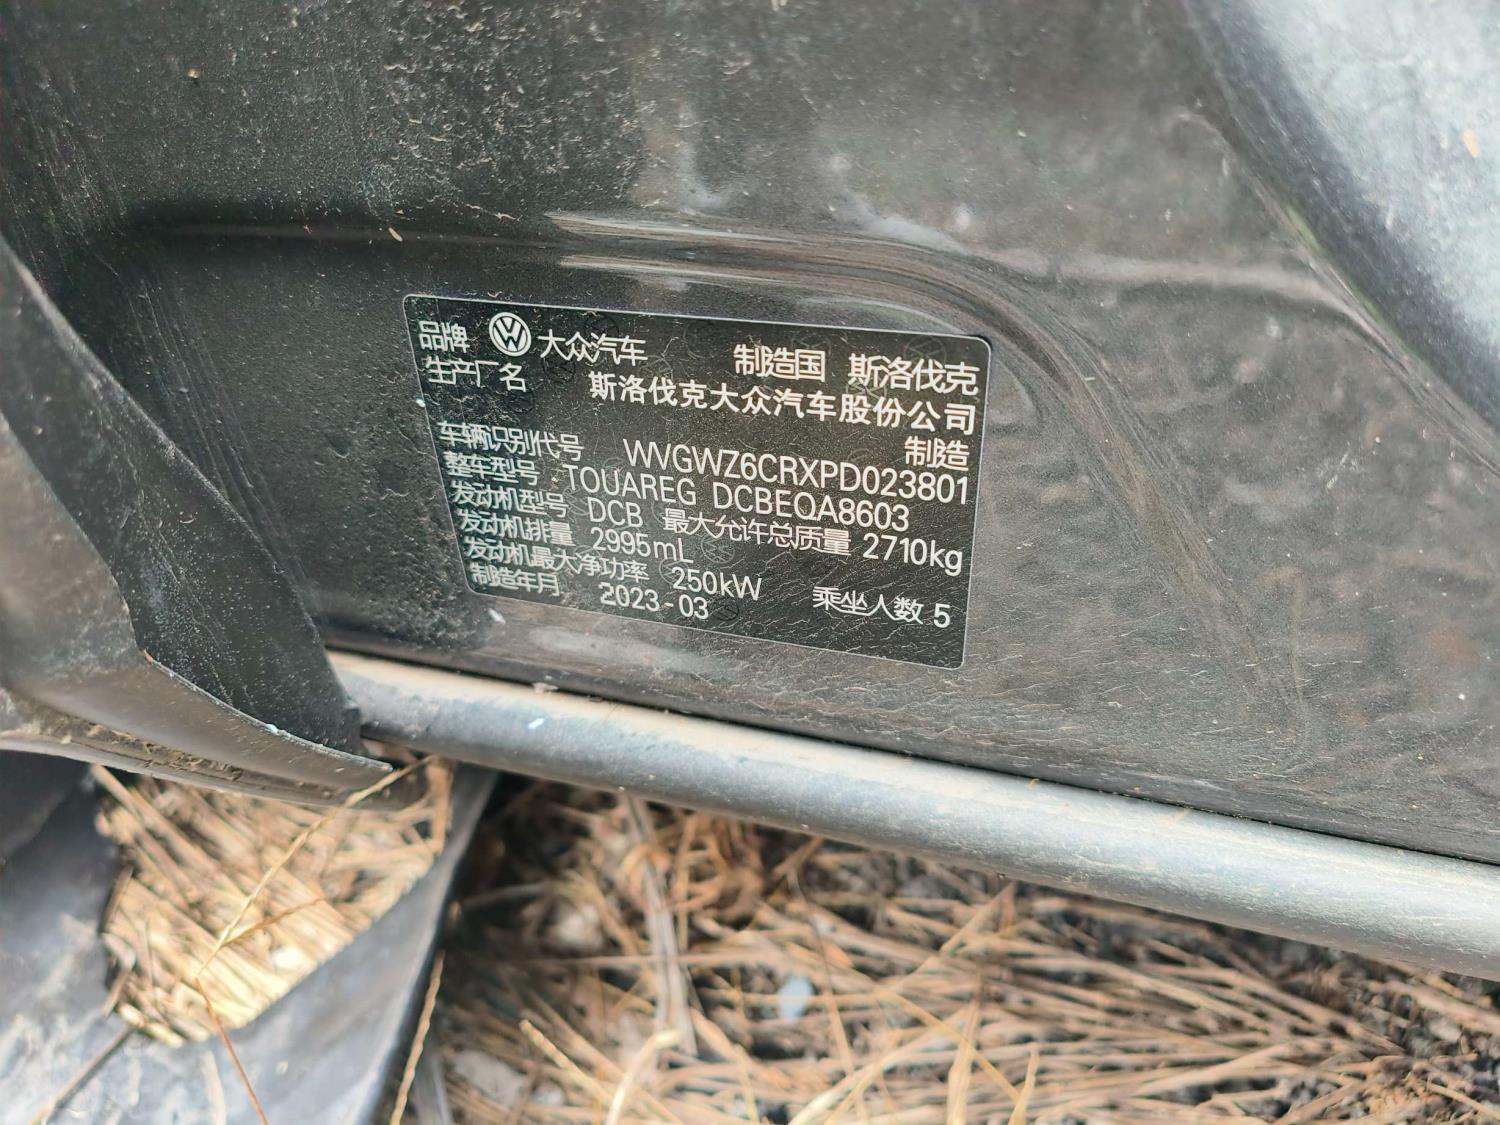 品牌 大众汽车 制造国 斯洛伐克
生产厂名 斯洛伐克大众汽车股份公司
制造
车辆识别代号 WVGWZ6CRXPD023801
整车型号 TOUAREG DCBEQA8603
发动机型号 DCB 最大允许总质量 2710kg
发动机排量 2995mL
发动机最大净功率 250kW 乘坐人数 5
制造年月 2023-03